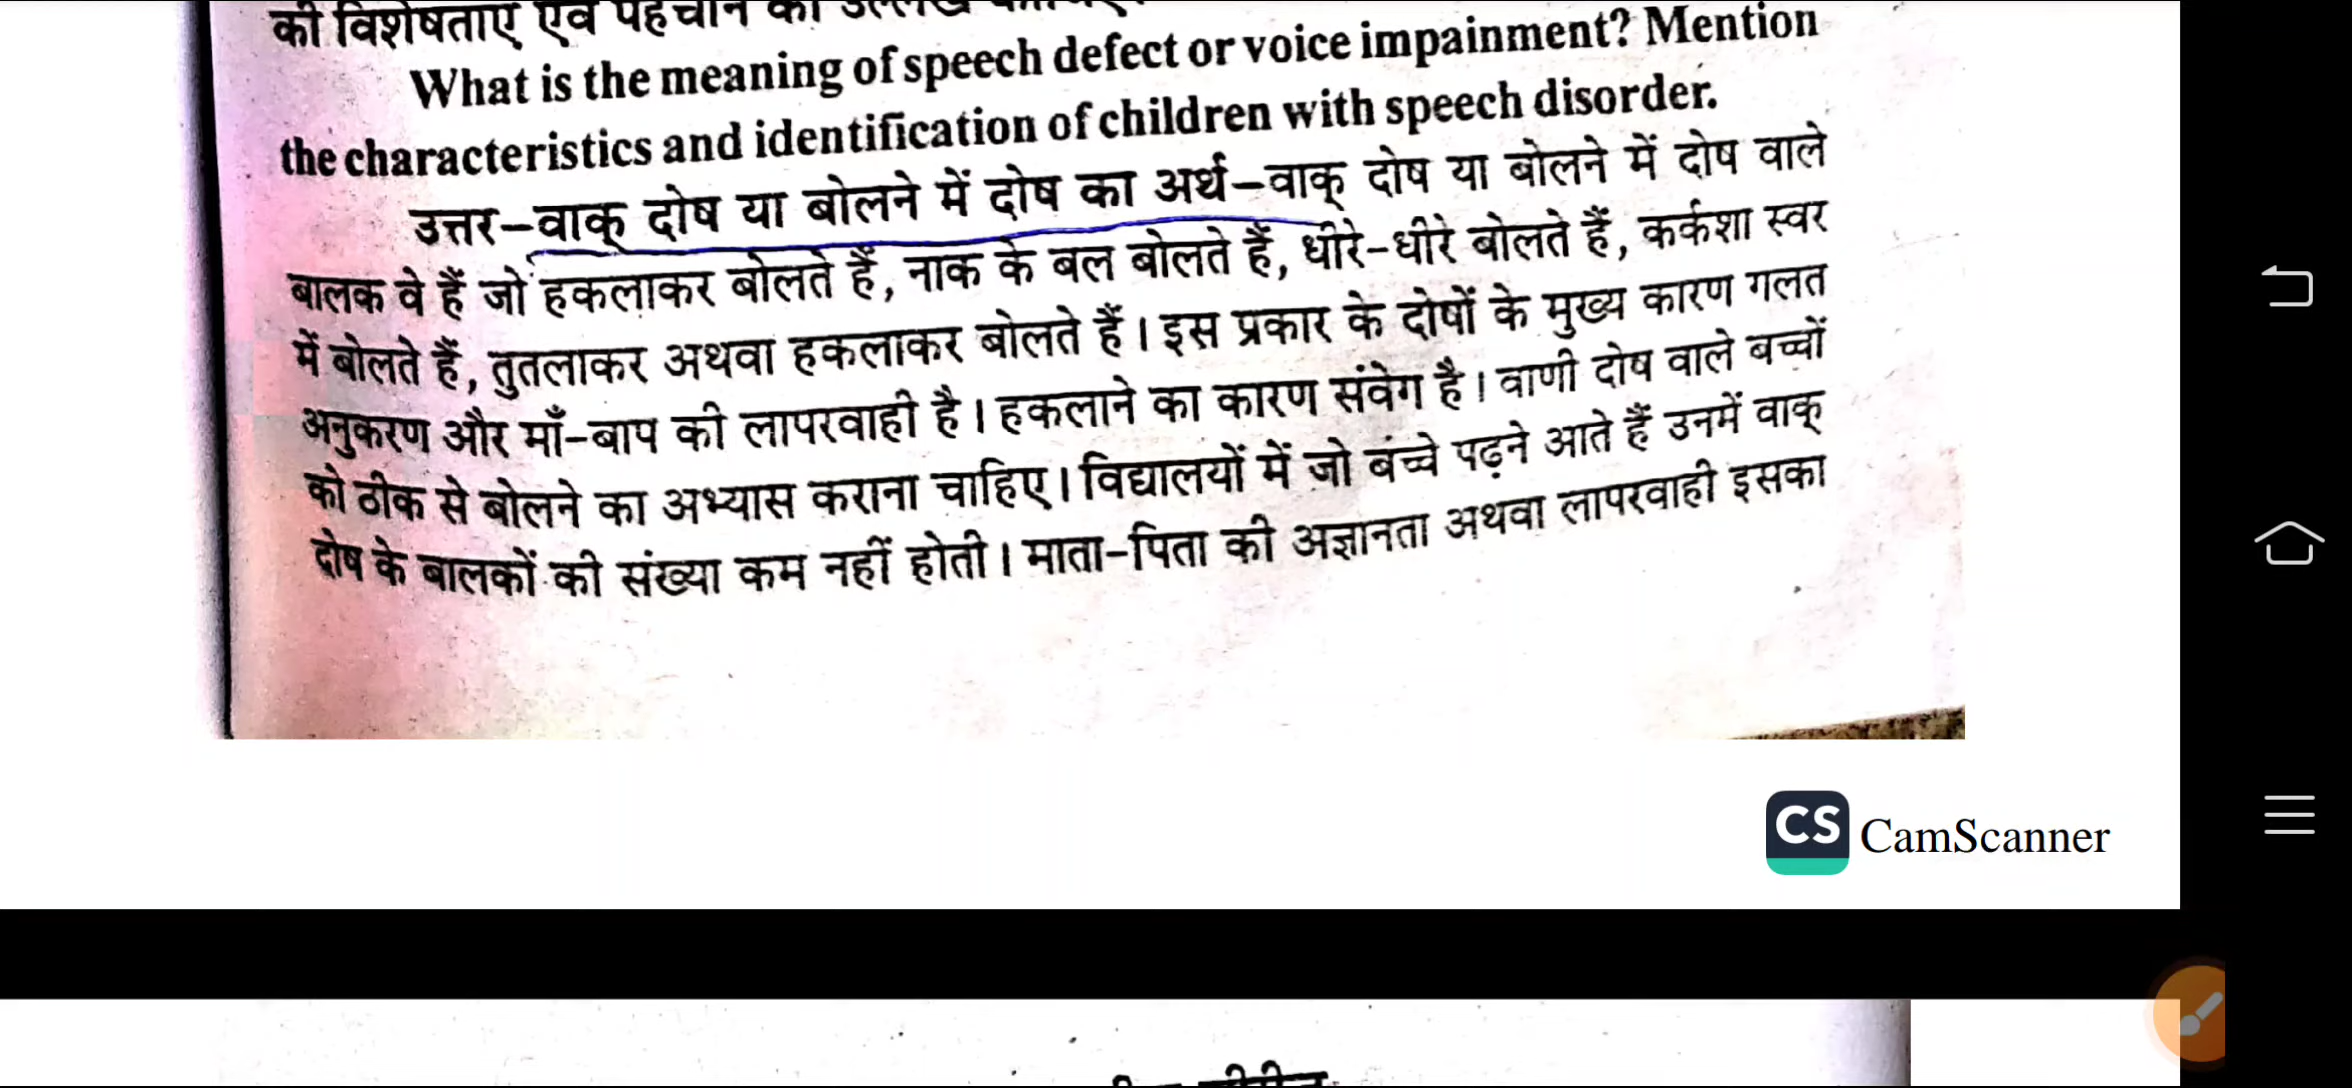 की विशेषताएं एवं पहचान का उल्लेख कीजिए।
What is the meaning of speech defect or voice impainment? Mention
the characteristics and identification of children with speech disorder.
उत्तर–वाक् दोष या बोलने में दोष का अर्थ–वाक् दोष या बोलने में दोष वाले
बालक वे हैं जो हकलाकर बोलते हैं, नाक के बल बोलते हैं, धीरे-धीरे बोलते हैं, कर्कशा स्वर
में बोलते हैं, तुतलाकर अथवा हकलाकर बोलते हैं। इस प्रकार के दोषों के मुख्य कारण गलत
अनुकरण और माँ-बाप की लापरवाही है। हकलाने का कारण संवेग है। वाणी दोष वाले बच्चों
को ठीक से बोलने का अभ्यास कराना चाहिए। विद्यालयों में जो बंच्चे पढ़ने आते हैं उनमें वाक्
दोष के बालकों की संख्या कम नहीं होती। माता-पिता की अज्ञानता अथवा लापरवाही इसका
CS CamScanner